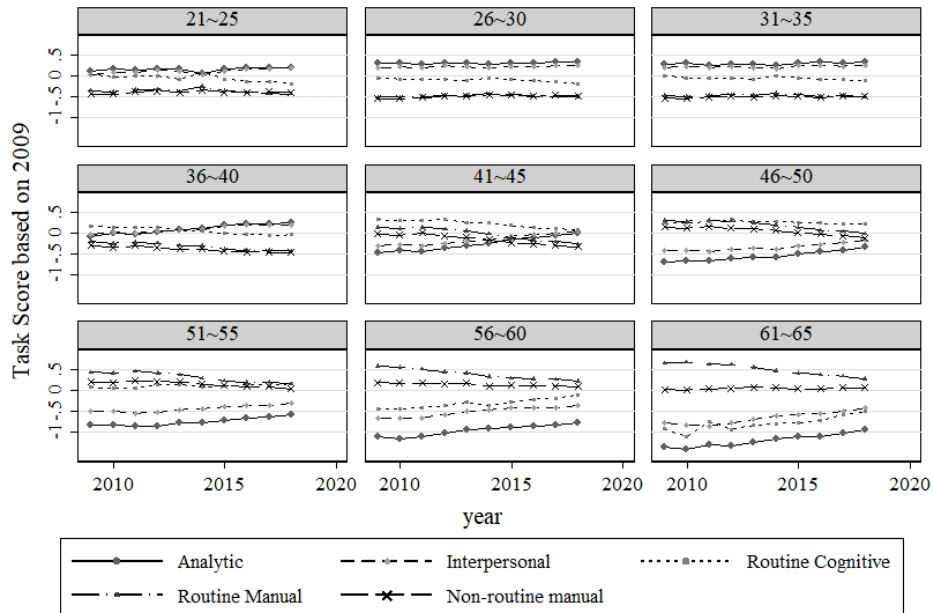 21~25 26~30 31~35
.5
0
-.5
-1
36~40 41~45 46~50
.5
0
-.5
-1
51~55 56~60 61~65
.5
0
-.5
-1
2010 2015 2020 2010 2015 2020 2010 2015 2020
Task Score based on 2009
year
Analytic Interpersonal Routine Cognitive
Routine Manual Non-routine manual